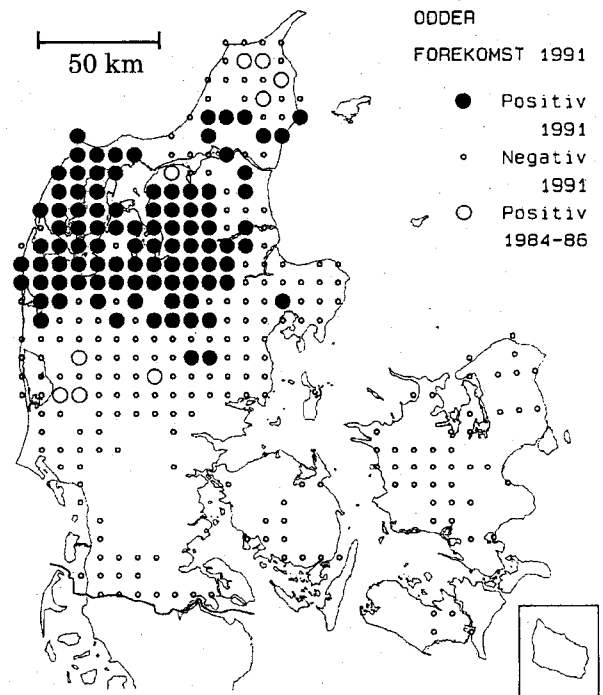 ODDER
FOREKOMST 1991
50 km
Positiv
1991
Negativ
1991
Positiv
1984-86